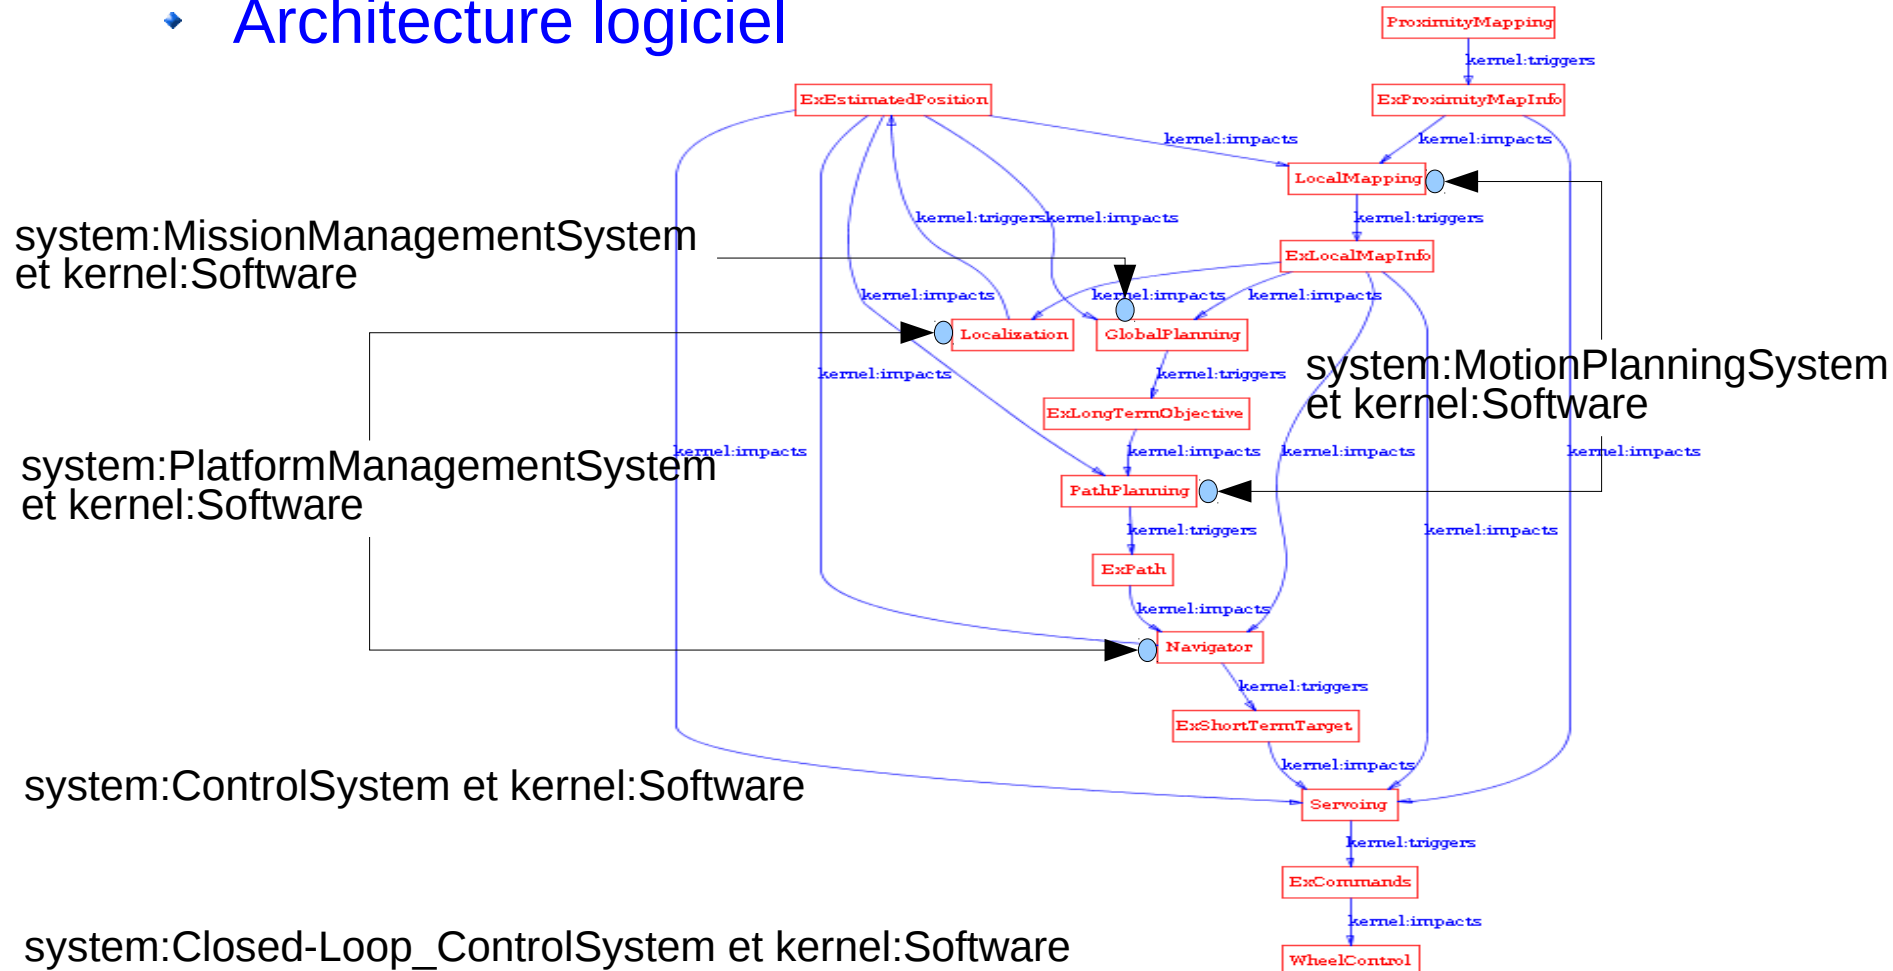 Architecture logiciel
ProximityMapping
kernel:triggers
ExEstimatedPosition
ExProximityMapInfo
kernel:impacts
kernel:impacts
LocalMapping
kernel:triggers
kernel:impacts
kernel:triggers
system:MissionManagementSystem
et kernel:Software
ExLocalMapInfo
kernel:impacts
kernel:impacts
kernel:impacts
Localization
GlobalPlanning
kernel:impacts
kernel:triggers
system:MotionPlanningSystem
et kernel:Software
ExLongTermObjective
kernel:impacts
kernel:impacts
kernel:impacts
kernel:impacts
system:PlatformManagementSystem
et kernel:Software
PathPlanning
kernel:triggers
kernel:impacts
ExPath
kernel:impacts
Navigator
kernel:triggers
ExShortTermTarget
kernel:impacts
system:ControlSystem et kernel:Software
Servoing
kernel:triggers
ExCommands
kernel:impacts
system:Closed-Loop_ControlSystem et kernel:Software
WheelControl